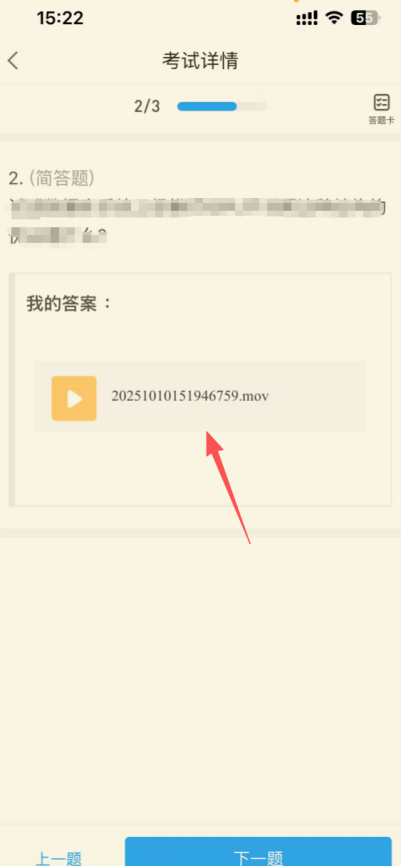 15:22
55
考试详情
2/3
答题卡
2. (简答题)
我的答案：
20251010151946759.mov
上一题
下一题